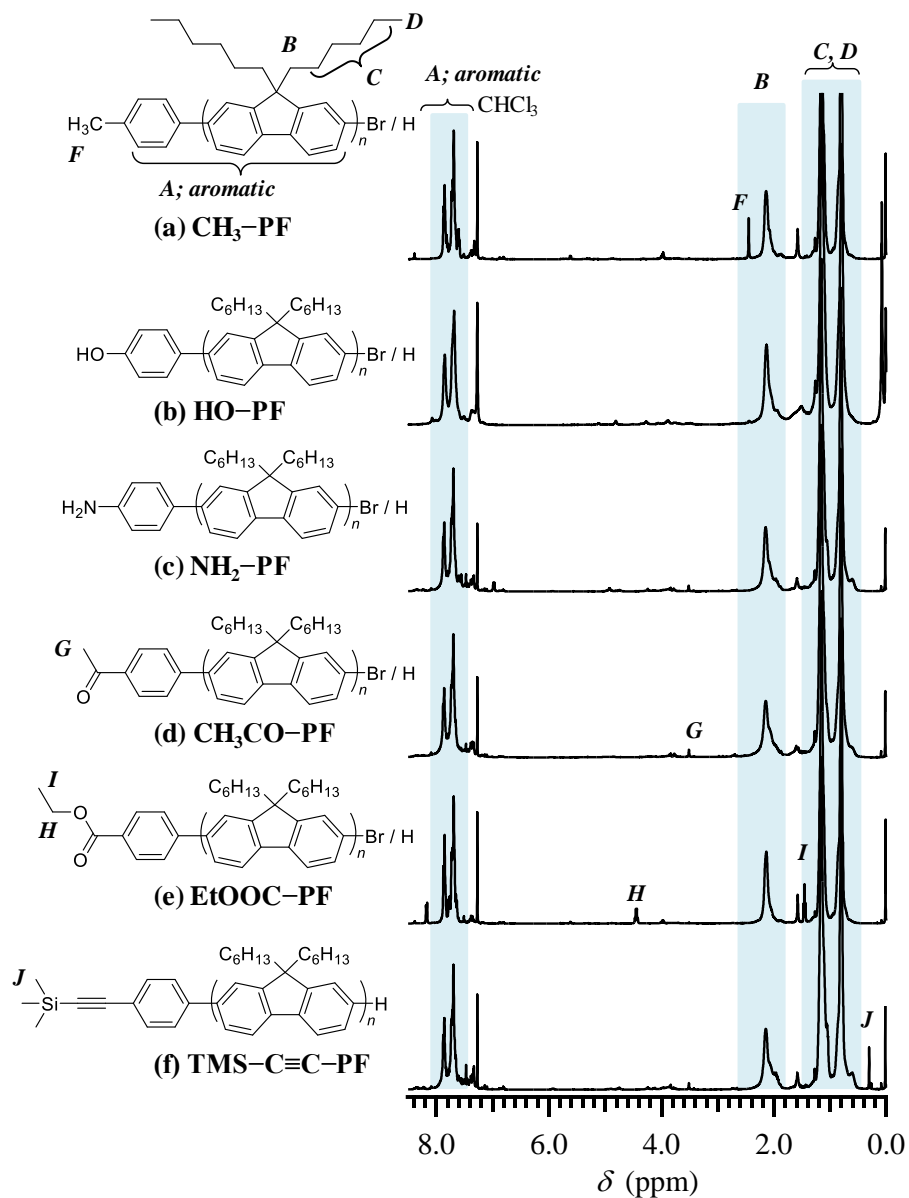 D
B
C
A; aromatic
CHCl3
B
C, D
H3C
F
n
Br / H
A; aromatic
(a) CH3−PF
F
C6H13 C6H13
HO
n
Br / H
(b) HO−PF
C6H13 C6H13
H2N
n
Br / H
(c) NH2−PF
C6H13 C6H13
G
O
n
Br / H
(d) CH3CO−PF
G
I
C6H13 C6H13
O
H
O
n
Br / H
(e) EtOOC−PF
H
I
C6H13 C6H13
J
Si
n
H
(f) TMS−C≡C−PF
J
8.0 6.0 4.0 2.0 0.0
δ (ppm)